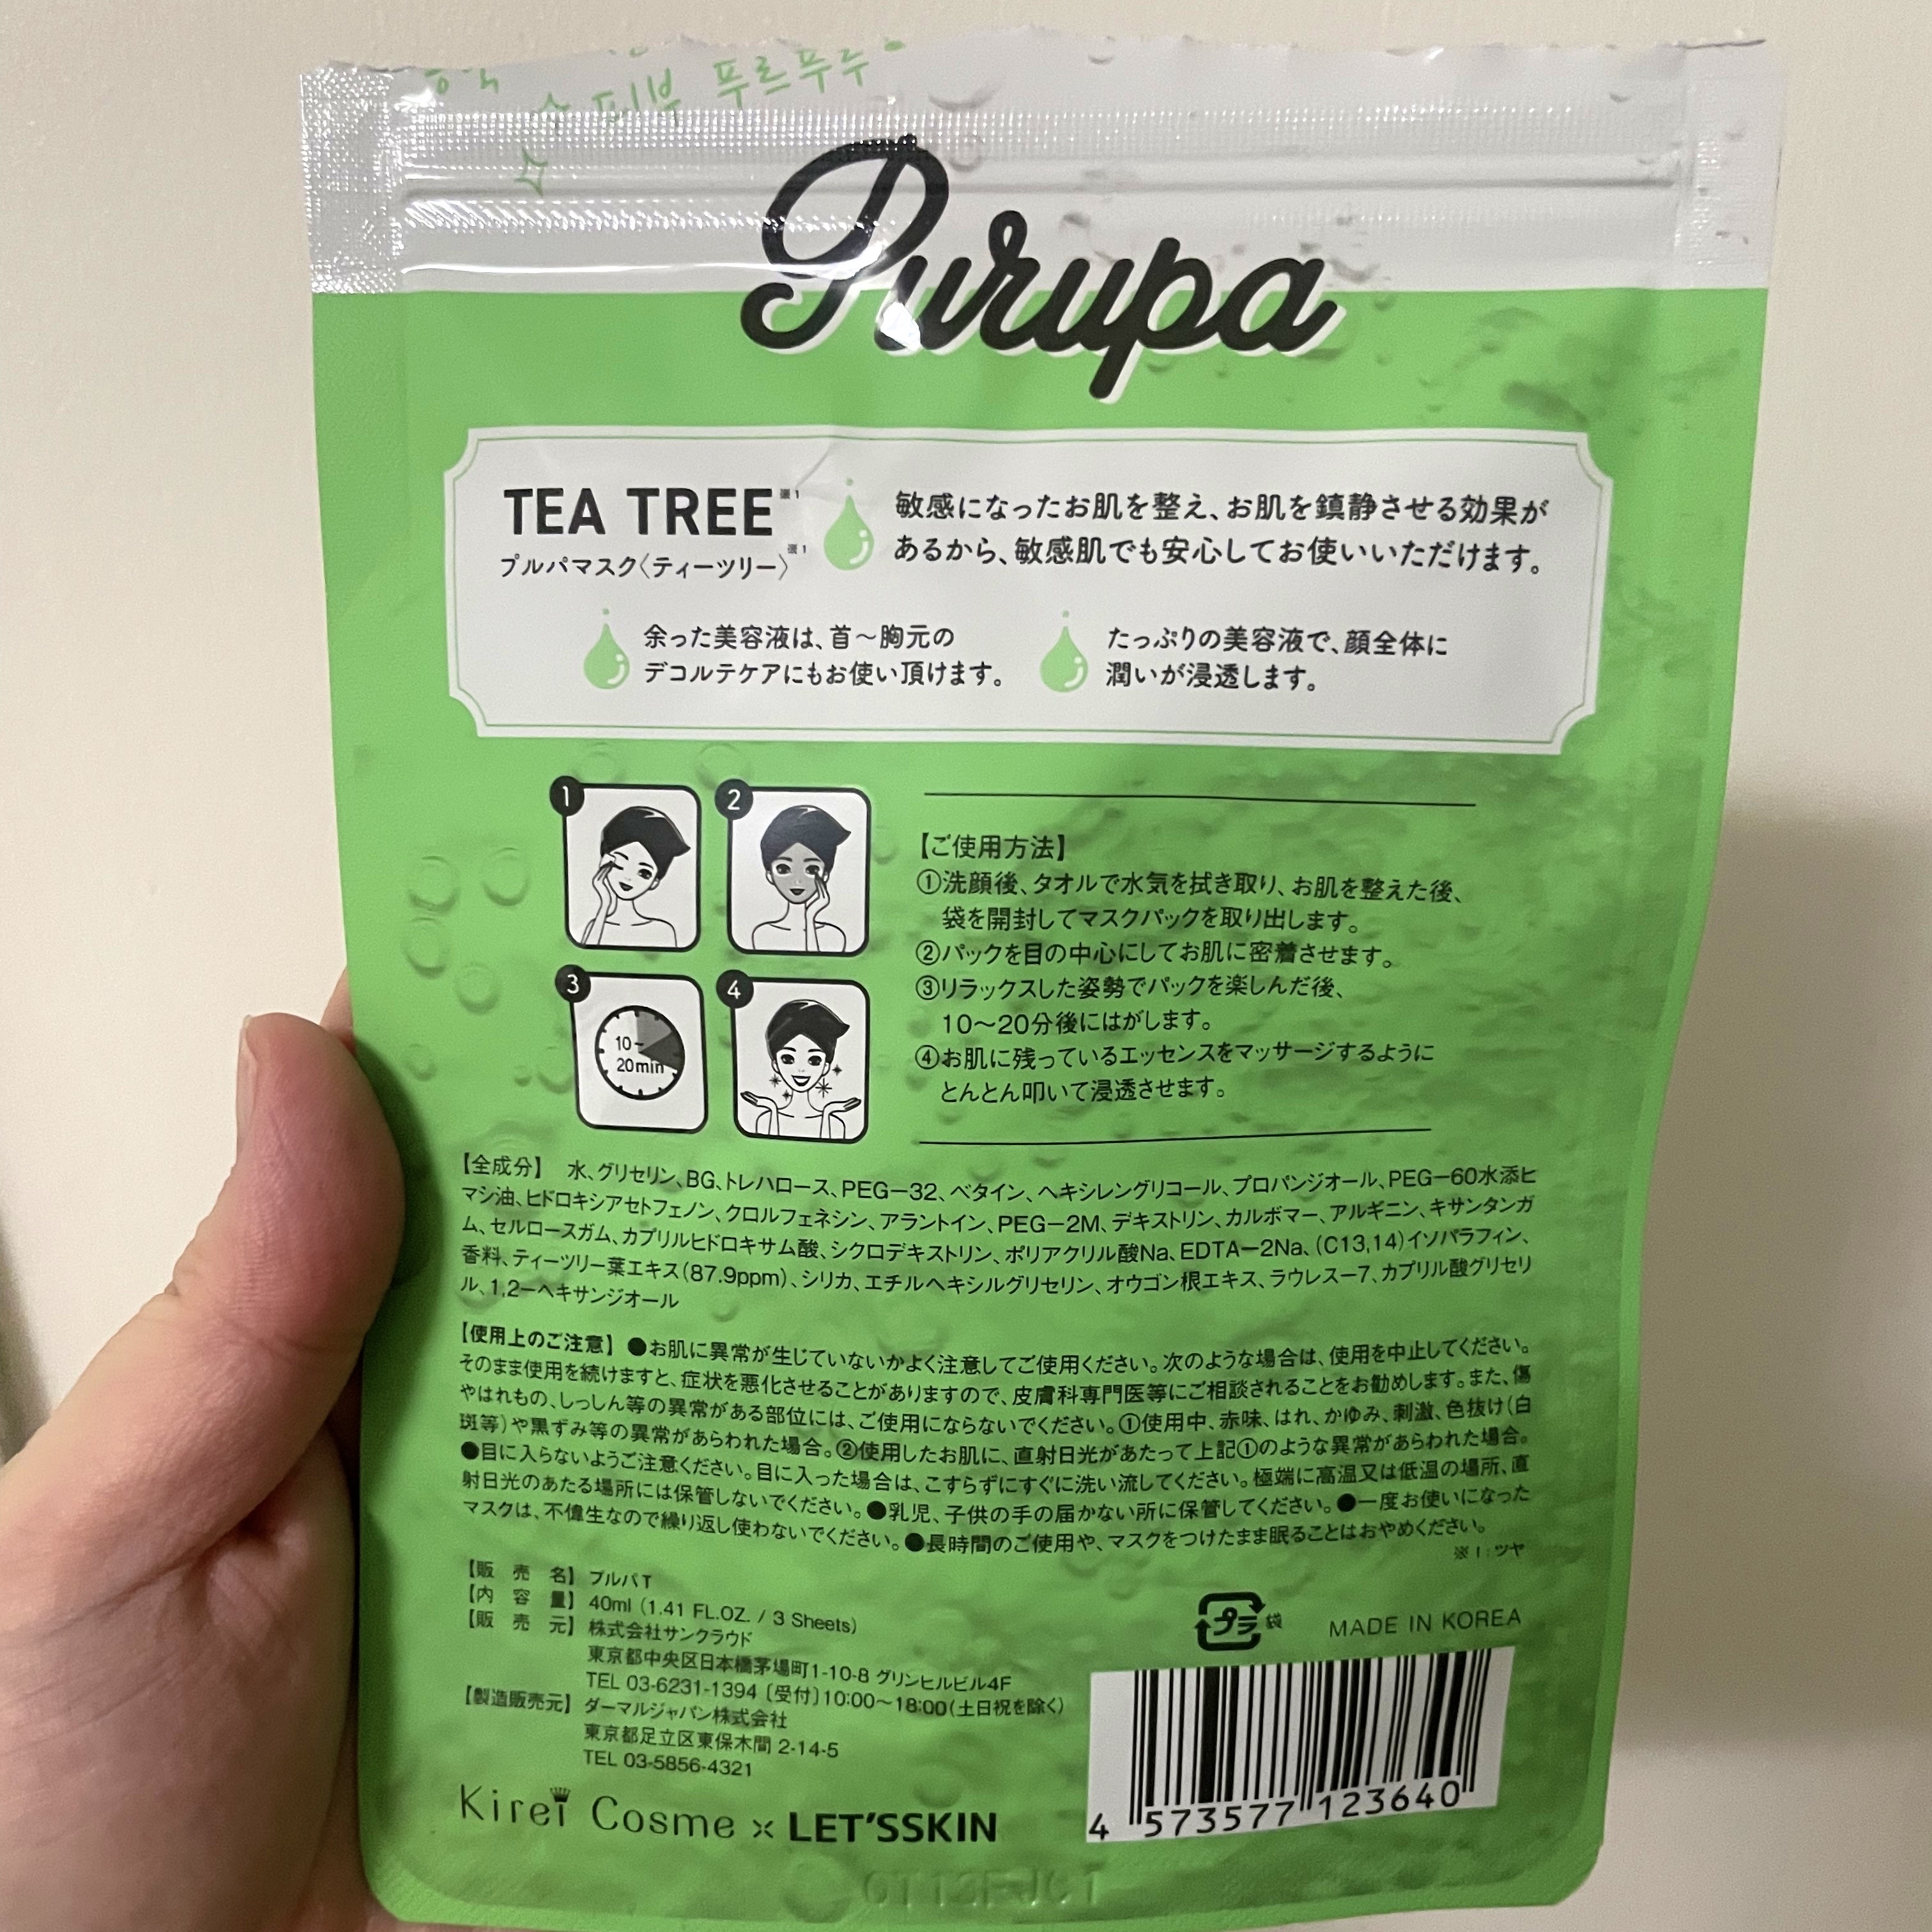 수피부 푸르푸루
Purupa
TEA TREE
プルパマスク〈ティーツリー〉
敏感になったお肌を整え、お肌を鎮静させる効果が
あるから、敏感肌でも安心してお使いいただけます。
余った美容液は、首〜胸元の
デコルテケアにもお使い頂けます。
たっぷりの美容液で、顔全体に
潤いが浸透します。
1
2
3
10~
20min
4
【ご使用方法】
①洗顔後、タオルで水気を拭き取り、お肌を整えた後、
袋を開封してマスクパックを取り出します。
②パックを目の中心にしてお肌に密着させます。
③リラックスした姿勢でパックを楽しんだ後、
10〜20分後にはがします。
④お肌に残っているエッセンスをマッサージするように
とんとん叩いて浸透させます。
【全成分】 水、グリセリン、BG、トレハロース、PEG-32、ベタイン、ヘキシレングリコール、プロパンジオール、PEG-60水添ヒ
マシ油、ヒドロキシアセトフェノン、クロルフェネシン、アラントイン、PEG-2M、デキストリン、カルボマー、アルギニン、キサンタンガ
ム、セルロースガム、カプリルヒドロキサム酸、シクロデキストリン、ポリアクリル酸Na、EDTA-2Na、(C13,14)イソパラフィン、
香料、ティーツリー葉エキス(87.9ppm)、シリカ、エチルヘキシルグリセリン、オウゴン根エキス、ラウレス-7、カプリル酸グリセリ
ル、1,2-ヘキサンジオール
【使用上のご注意】●お肌に異常が生じていないかよく注意してご使用ください。次のような場合は、使用を中止してください。
そのまま使用を続けますと、症状を悪化させることがありますので、皮膚科専門医等にご相談されることをお勧めします。また、傷
やはれもの、しっしん等の異常がある部位には、ご使用にならないでください。①使用中、赤味、はれ、かゆみ、刺激、色抜け(白
斑等)や黒ずみ等の異常があらわれた場合。②使用したお肌に、直射日光があたって上記①のような異常があらわれた場合。
●目に入らないようご注意ください。目に入った場合は、こすらずにすぐに洗い流してください。極端に高温又は低温の場所、直
射日光のあたる場所には保管しないでください。●乳児、子供の手の届かない所に保管してください。●一度お使いになった
マスクは、不偉生なので繰り返し使わないでください。●長時間のご使用や、マスクをつけたまま眠ることはおやめください。
※1:ツヤ
【販売名】プルパT
【内容量】40ml (1.41 FL.OZ. / 3 Sheets)
【販売元】株式会社サンクラウド
東京都中央区日本橋茅場町1-10-8 グリンヒルビル4F
TEL 03-6231-1394〔受付〕10:00〜18:00(土日祝を除く)
【製造販売元】ダーマルジャパン株式会社
東京都足立区東保木間 2-14-5
TEL 03-5856-4321
プラ 袋
MADE IN KOREA
4 573577 123640
Kirei Cosme × LET'SSKIN